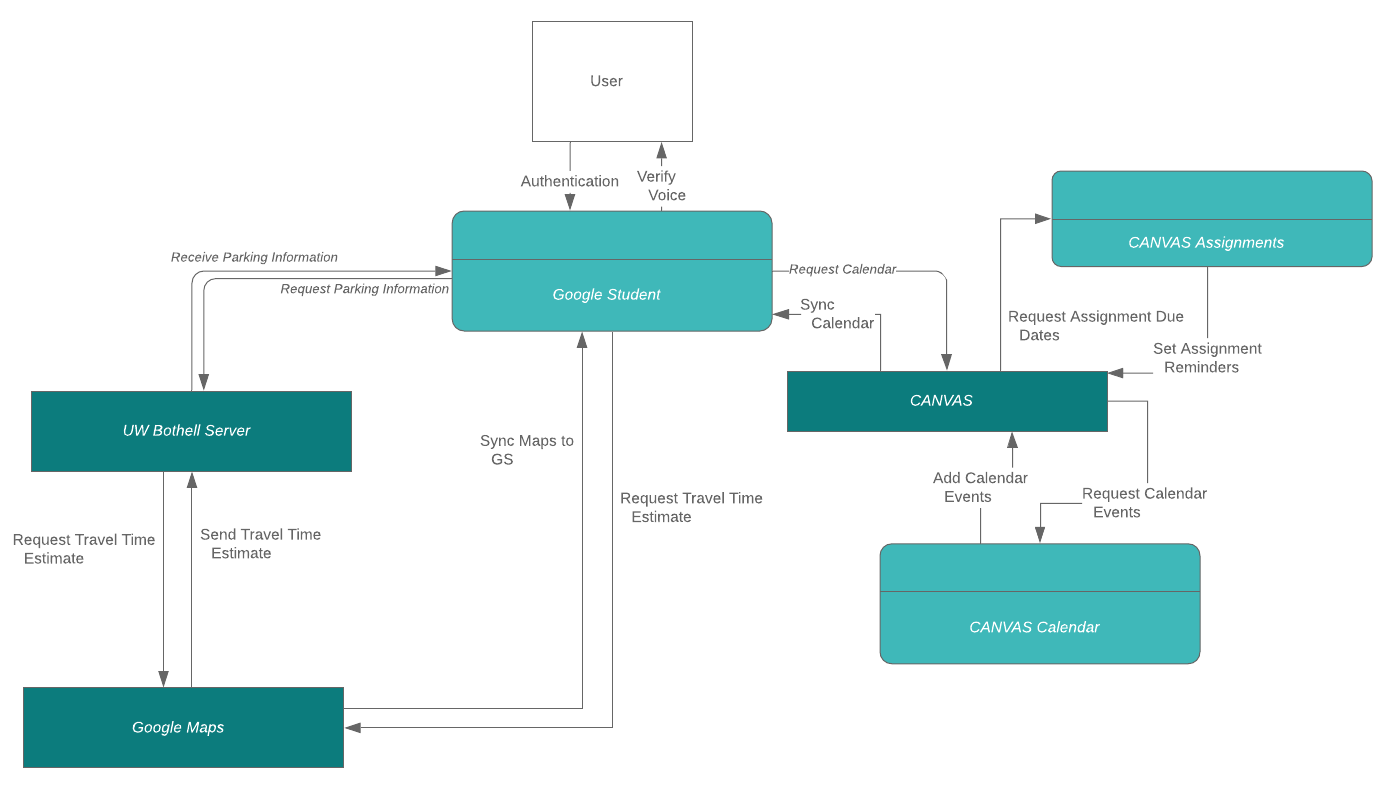 User
Authentication
Verify
Voice
CANVAS Assignments
Receive Parking Information
Request Calendar
Request Parking Information
Google Student
Sync
Calendar
Request Assignment Due
Dates
Set Assignment
Reminders
CANVAS
UW Bothell Server
Sync Maps to
GS
Add Calendar
Events
Request Calendar
Events
Request Travel Time
Estimate
Request Travel Time
Estimate
Send Travel Time
Estimate
CANVAS Calendar
Google Maps